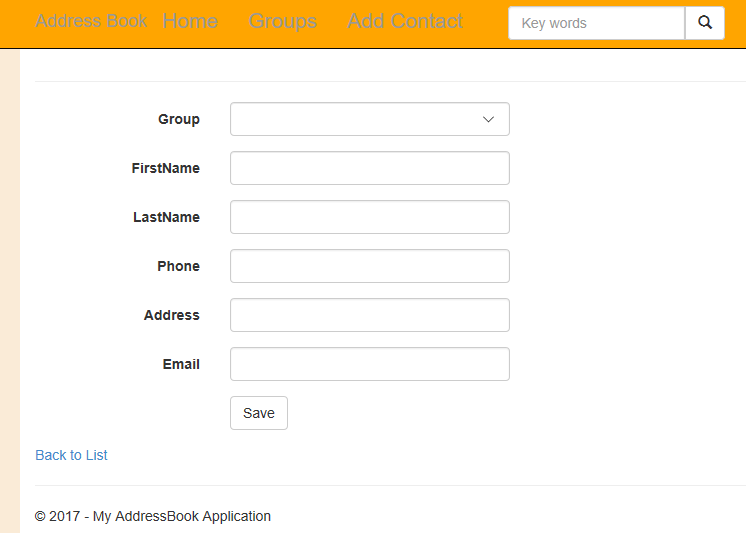 Address Book Home Groups Add Contact Key words
Group
FirstName
LastName
Phone
Address
Email
Save
Back to List
© 2017 - My AddressBook Application